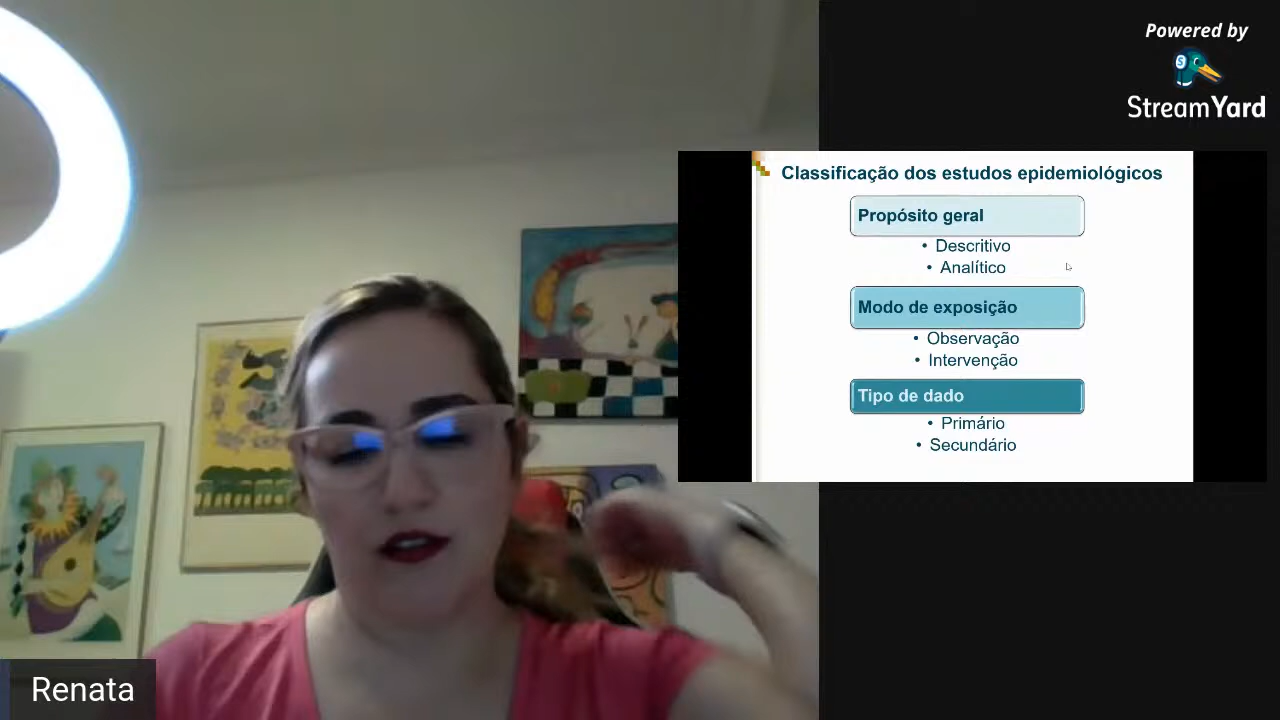 Powered by
StreamYard
Classificação dos estudos epidemiológicos
Propósito geral
• Descritivo
• Analítico
Modo de exposição
• Observação
• Intervenção
Tipo de dado
• Primário
• Secundário
Renata